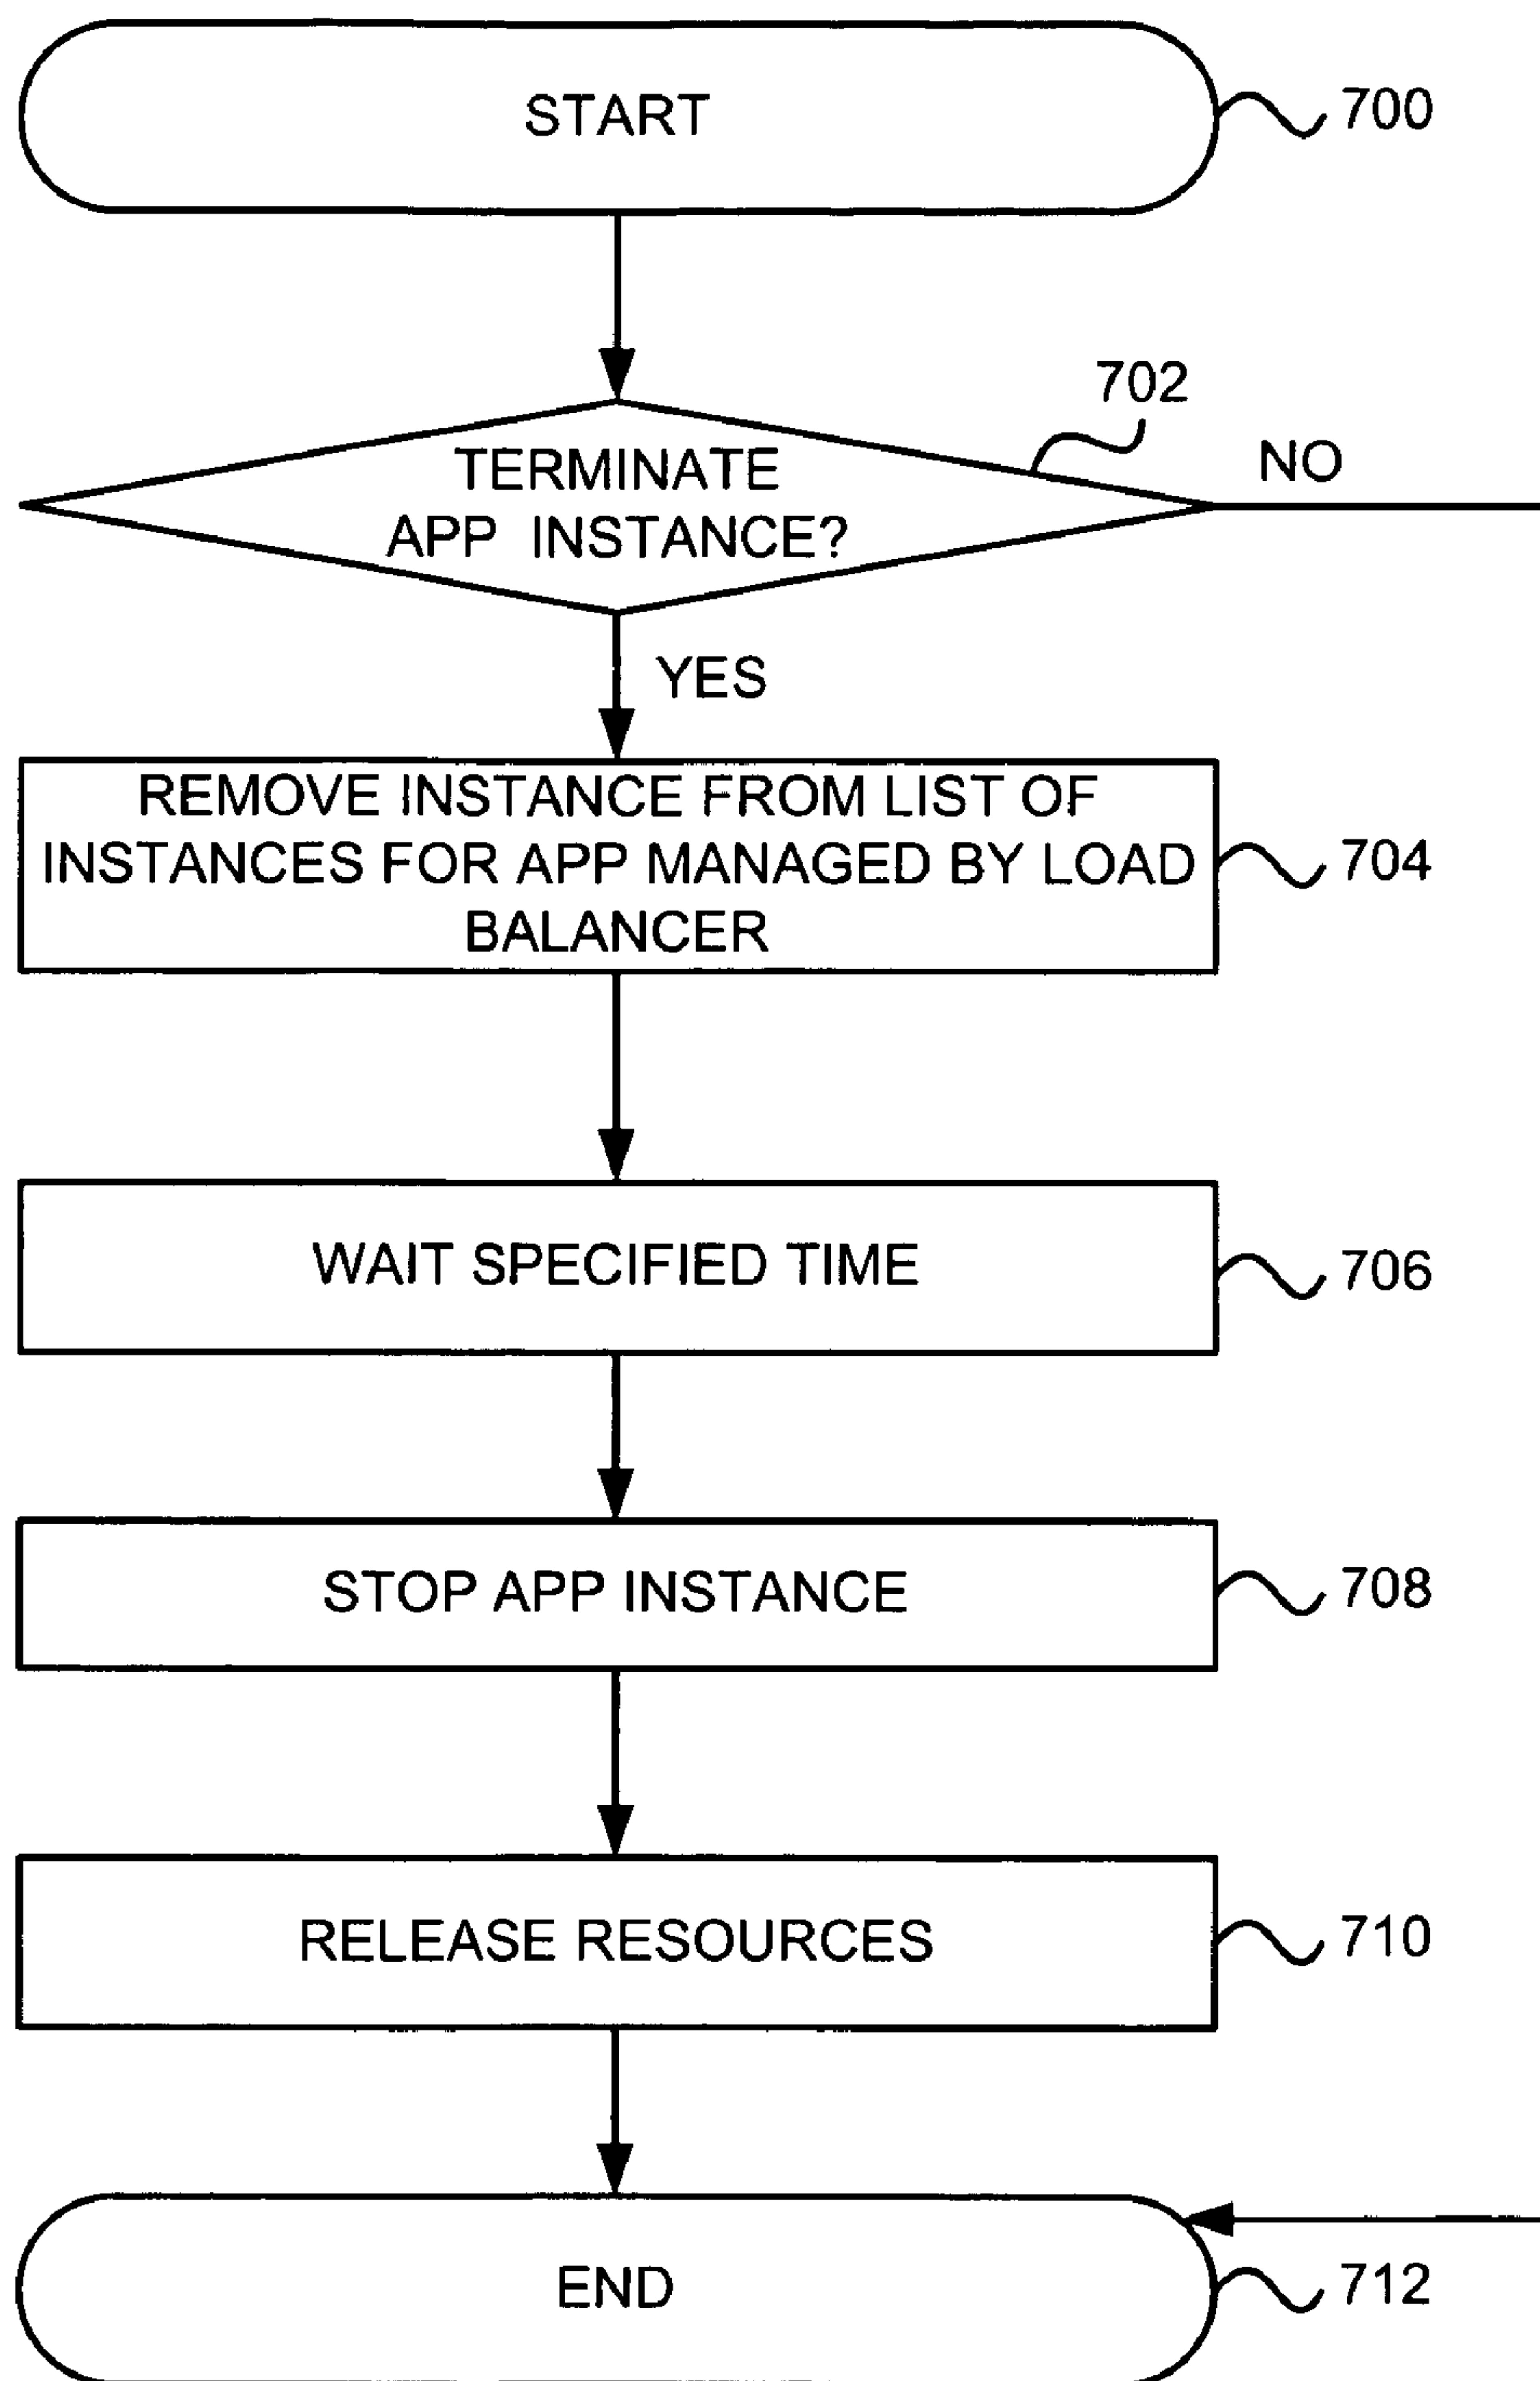 START
700
702
TERMINATE
APP INSTANCE?
NO
YES
REMOVE INSTANCE FROM LIST OF
INSTANCES FOR APP MANAGED BY LOAD
BALANCER
704
WAIT SPECIFIED TIME
706
STOP APP INSTANCE
708
RELEASE RESOURCES
710
END
712